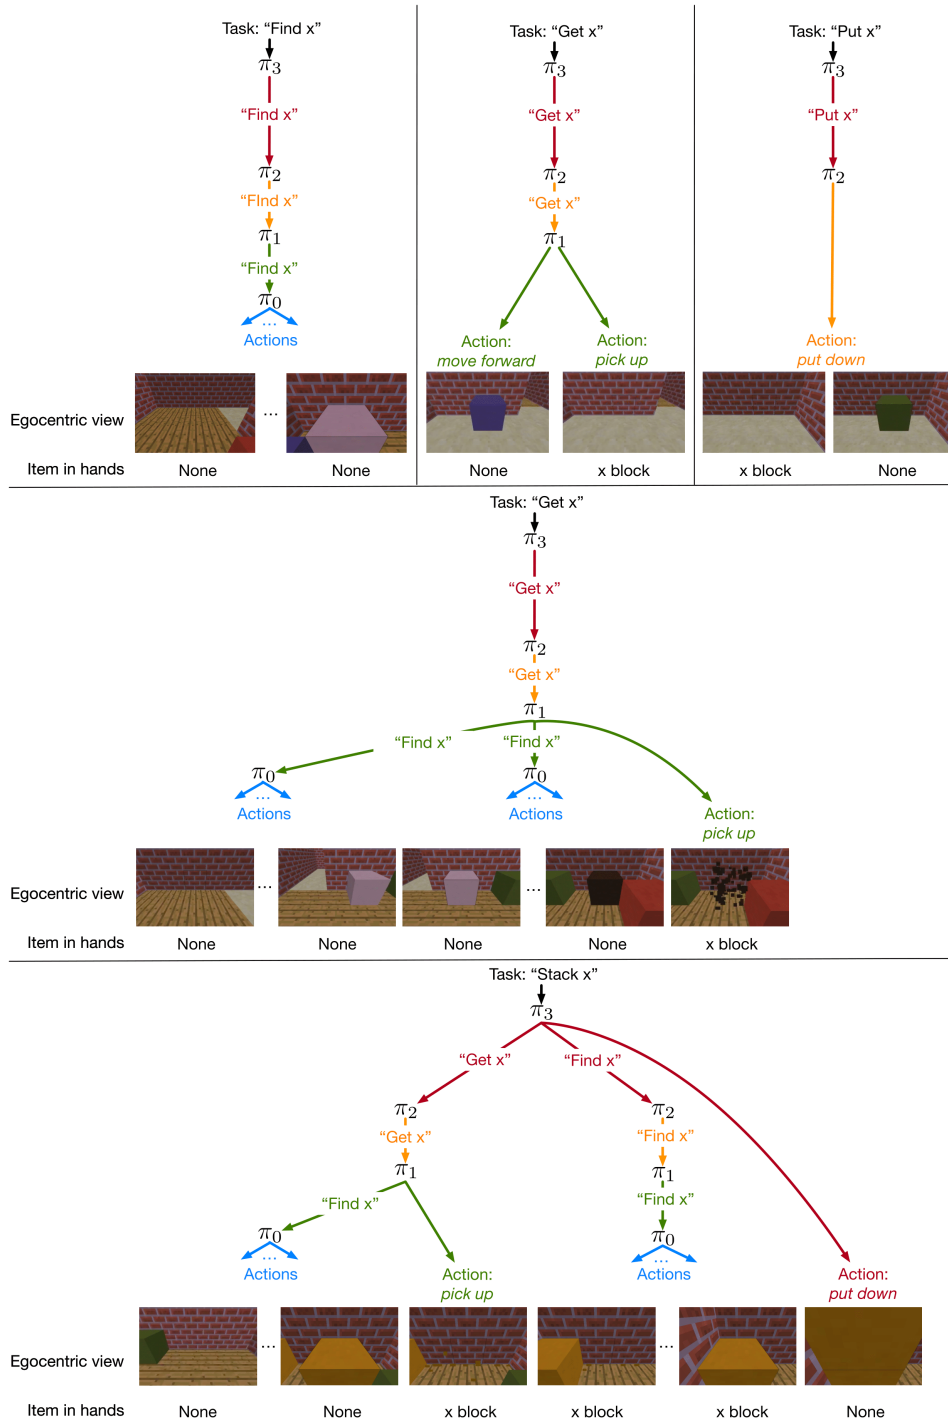 Task: “Find x”
π3
“Find x”
π2
“FInd x”
π1
“Find x”
π0
...
Actions
Task: “Get x”
π3
“Get x”
π2
“Get x”
π1
Action:
move forward
Action:
pick up
Task: “Put x”
π3
“Put x”
π2
Action:
put down
Egocentric view
...
Item in hands
None
None
None
x block
x block
None
Task: “Get x”
π3
“Get x”
π2
“Get x”
π1
“Find x”
“Find x”
π0
...
Actions
π0
...
Actions
Action:
pick up
Egocentric view
...
...
Item in hands
None
None
None
None
x block
Task: “Stack x”
π3
“Get x”
“Find x”
π2
π2
“Get x”
“Find x”
π1
π1
“Find x”
“Find x”
π0
π0
...
...
Actions
Action:
pick up
Actions
Action:
put down
Egocentric view
...
...
Item in hands
None
None
x block
x block
x block
None